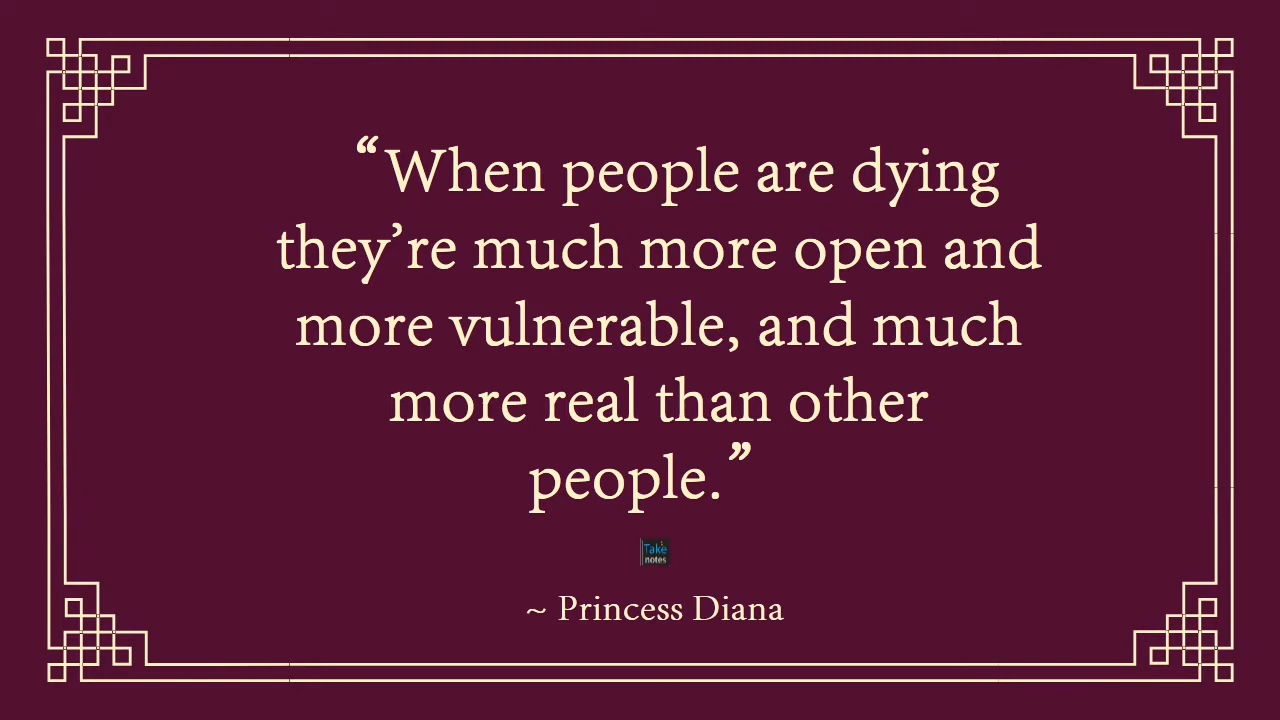 “When people are dying
they’re much more open and
more vulnerable, and much
more real than other
people.”
Take
notes
~ Princess Diana